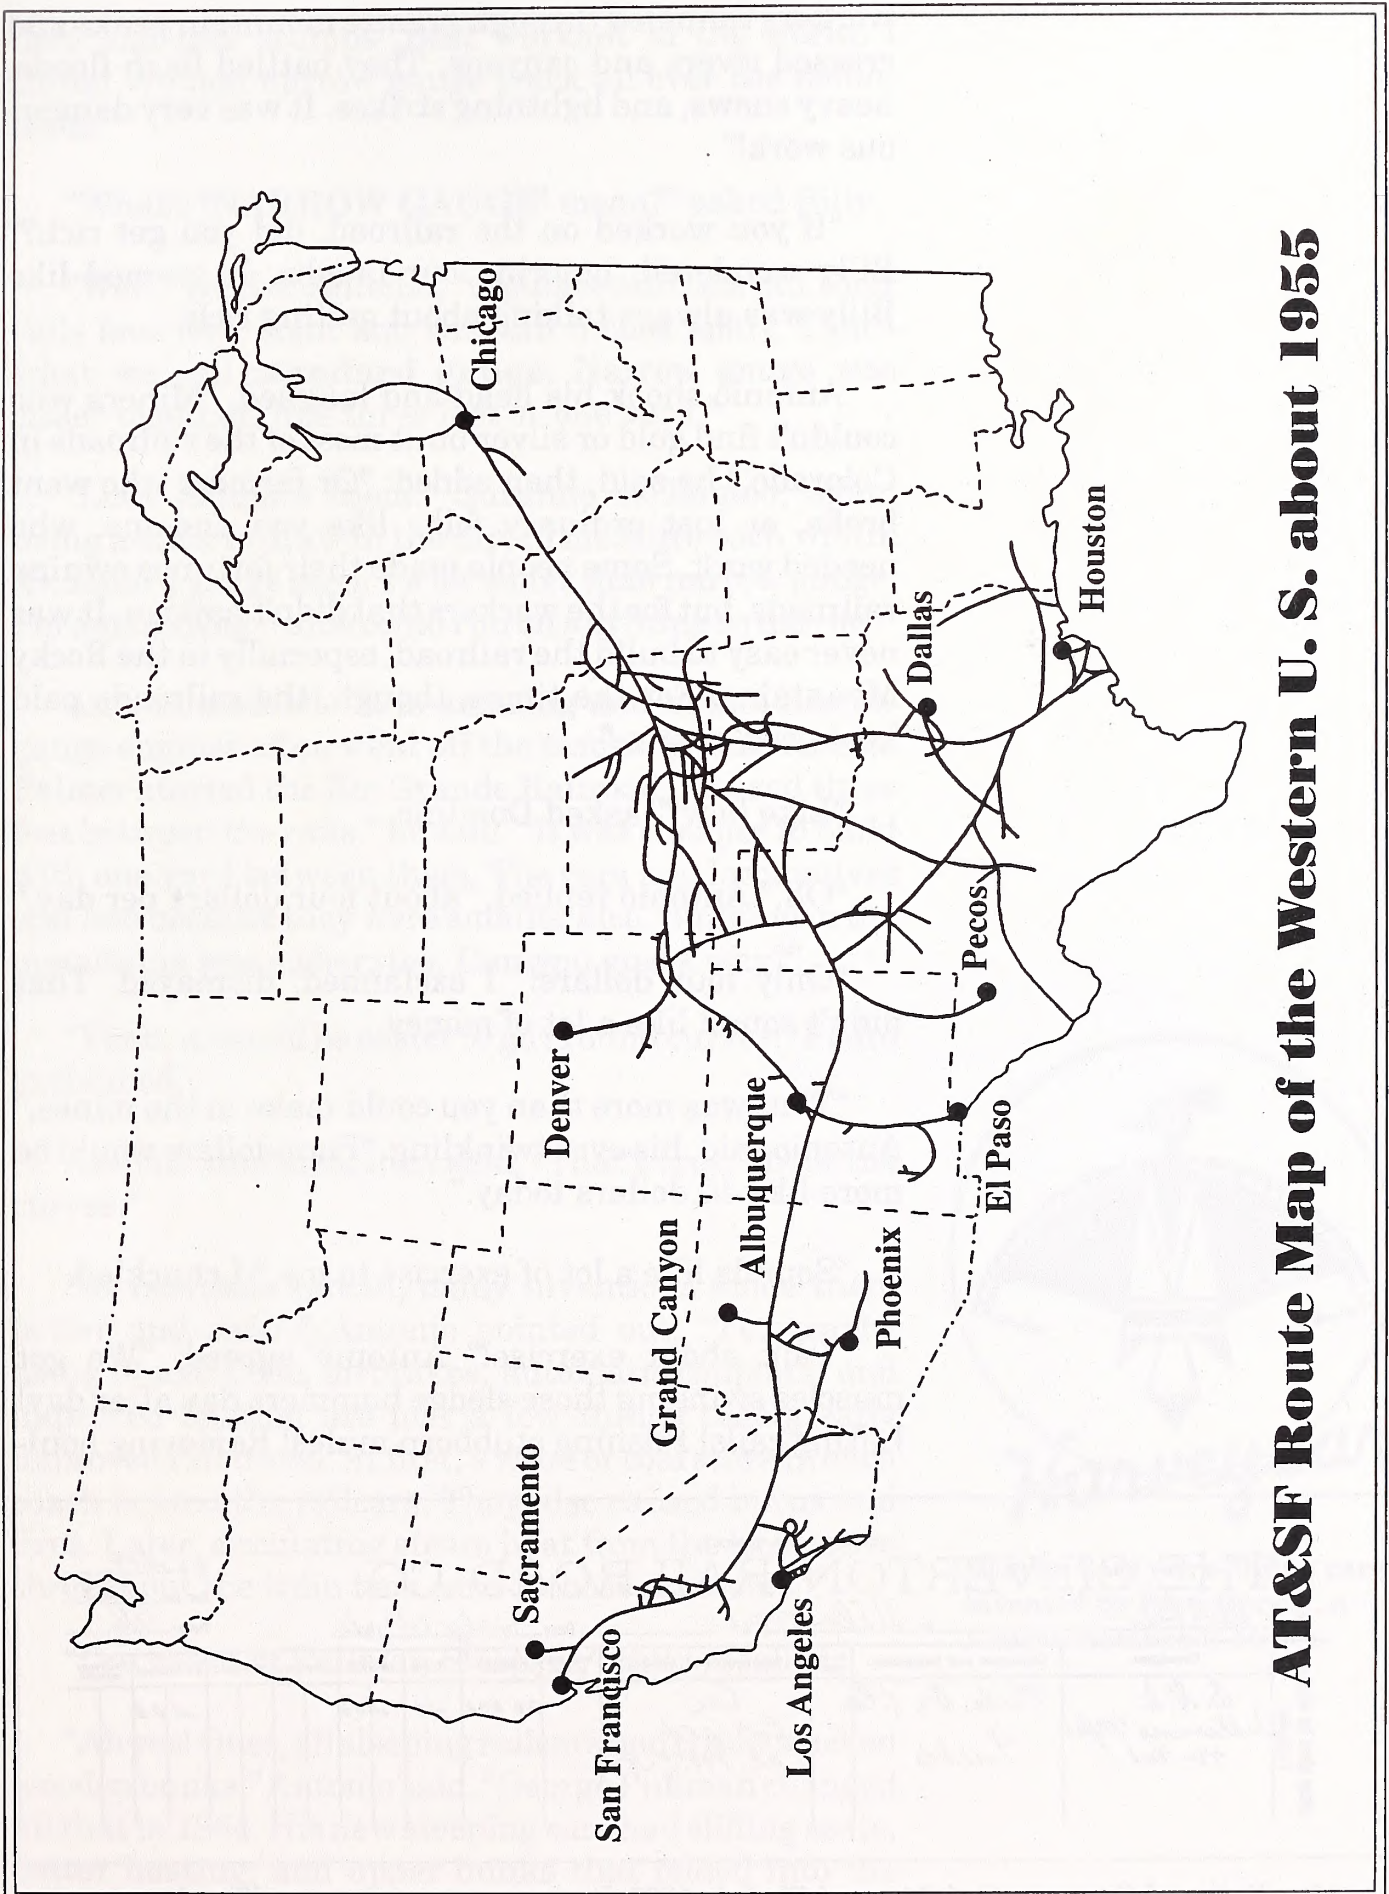 Chicago
Sacramento
Denver
San Francisco
Grand Canyon
Albuquerque
Los Angeles
Phoenix
Dallas
Pecos
El Paso
Houston
AT&SF Route Map of the Western U. S. about 1955